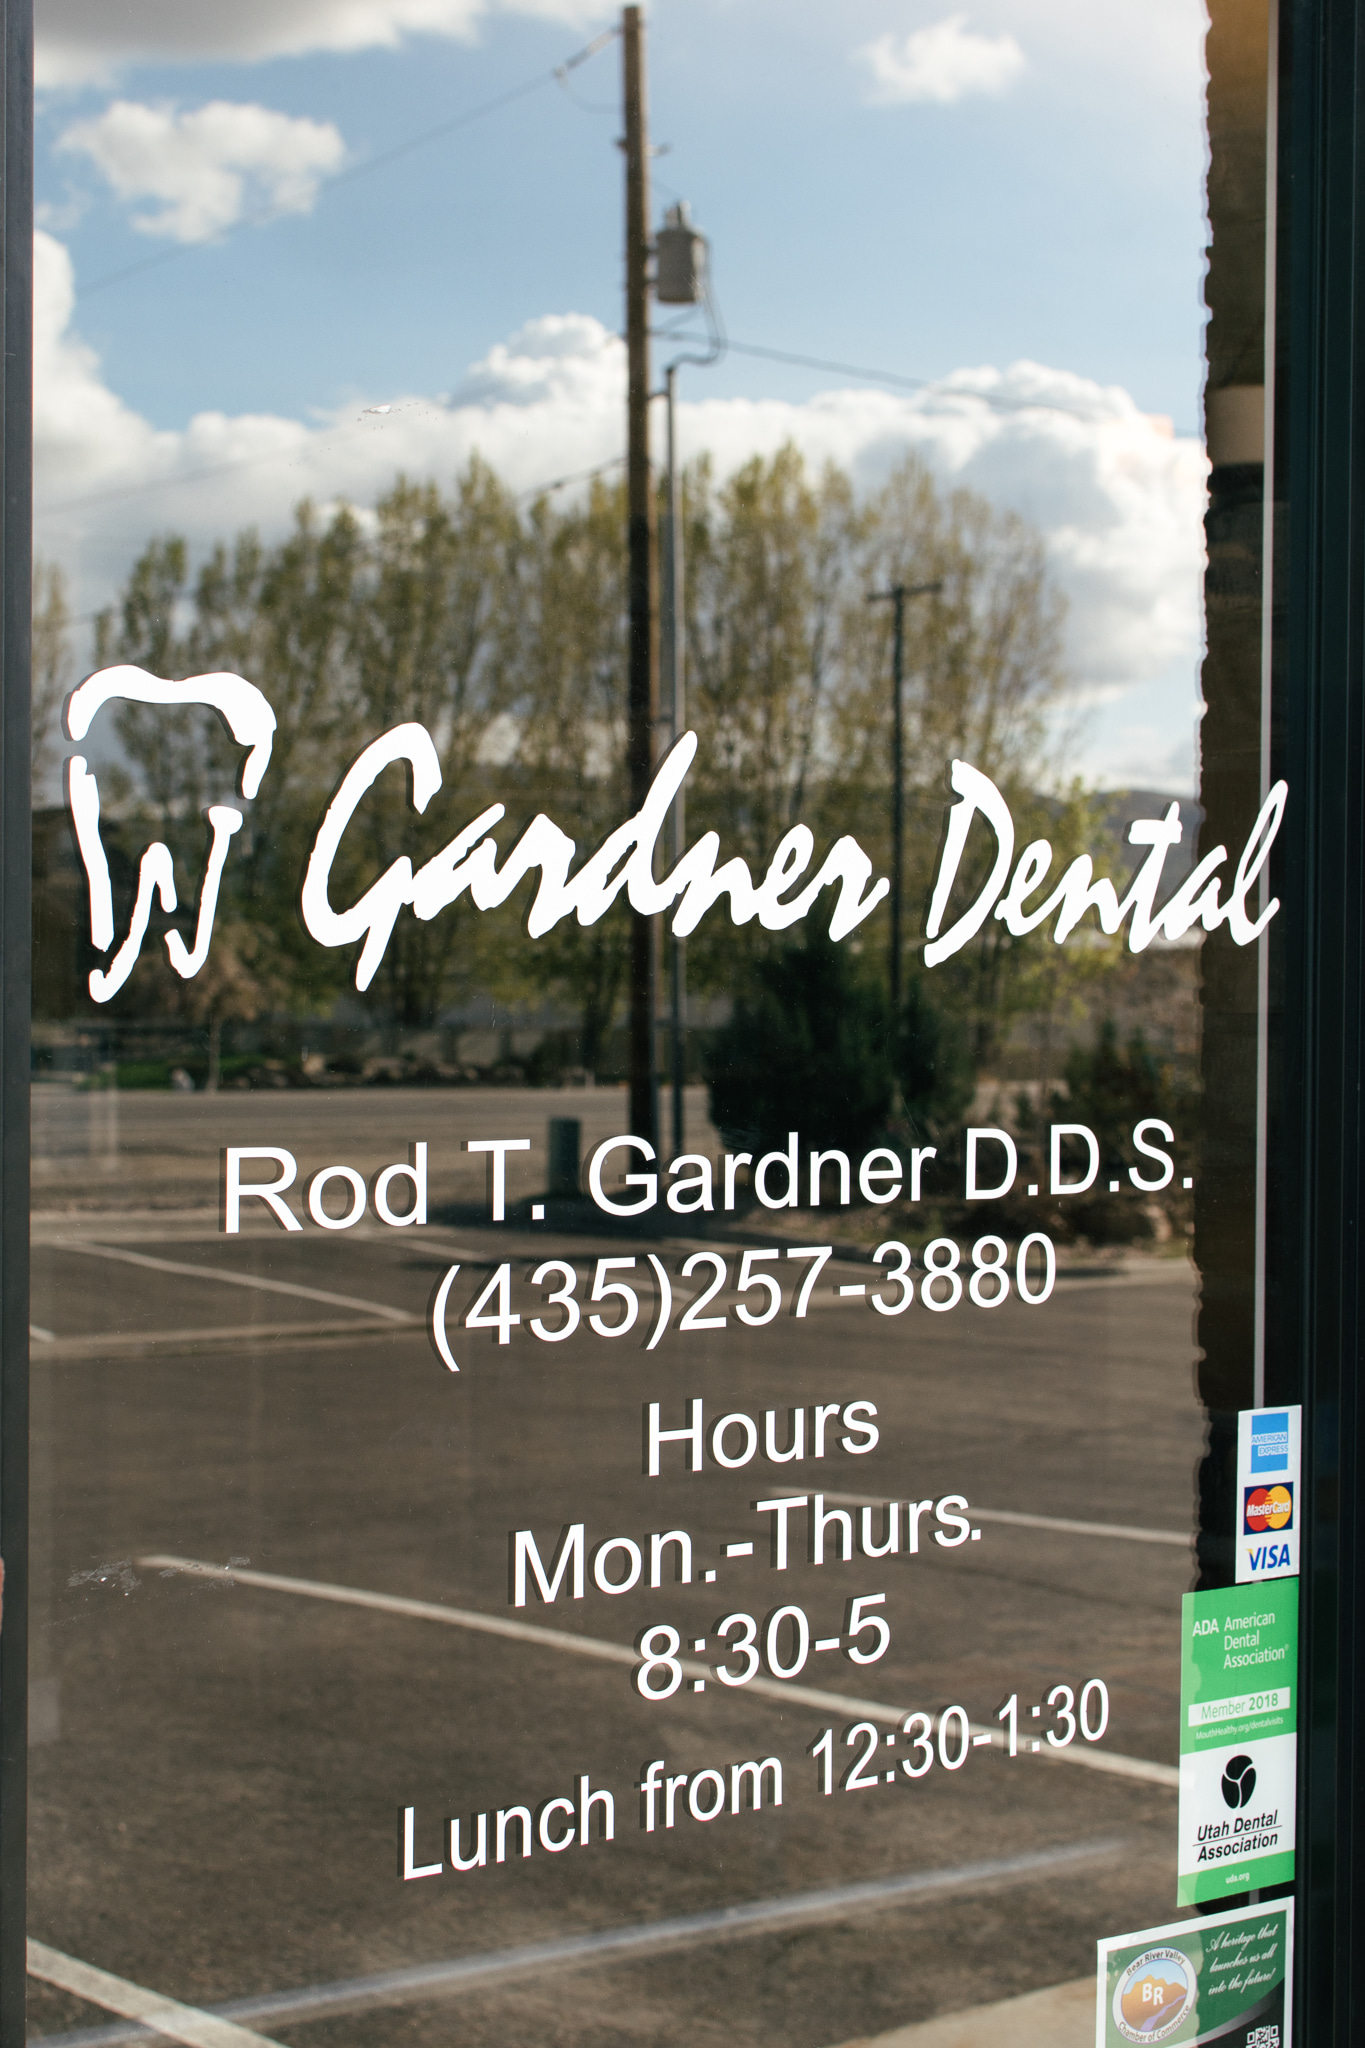 Gardner Dental
Rod T. Gardner D.D.S.
(435)257-3880
Hours
Mon.-Thurs.
8:30-5
Lunch from 12:30-1:30
AMERICAN
EXPRESS
MasterCard
VISA
ADA American
Dental
Association®
Member 2018
MouthHealthy.org/dentalvisits
Utah Dental
Association
uda.org
Bear River Valley
BR
Chamber of Commerce
A heritage that
launches us all
into the future!